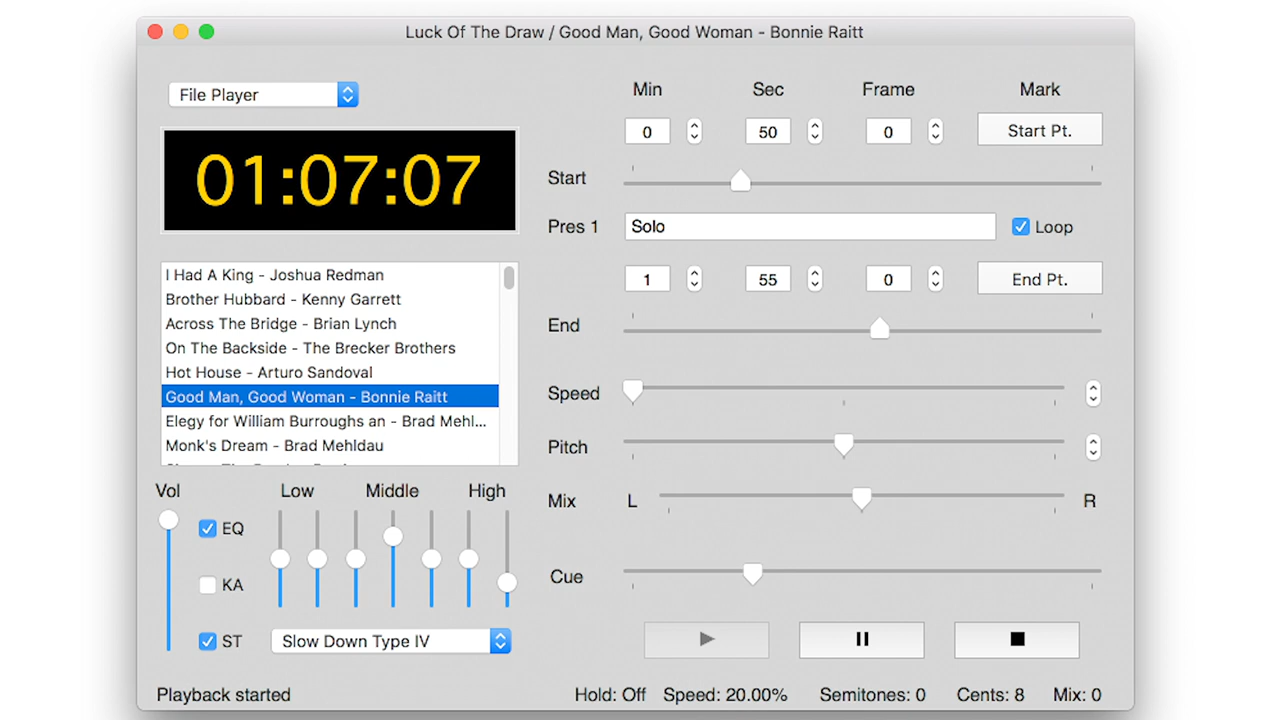 Luck Of The Draw / Good Man, Good Woman - Bonnie Raitt
File Player
01:07:07
I Had A King - Joshua Redman
Brother Hubbard - Kenny Garrett
Across The Bridge - Brian Lynch
On The Backside - The Brecker Brothers
Hot House - Arturo Sandoval
Good Man, Good Woman - Bonnie Raitt
Elegy for William Burroughs an - Brad Mehl...
Monk's Dream - Brad Mehldau
Vol
Low Middle High
EQ
KA
ST
Slow Down Type IV
Min Sec Frame Mark
0 50 0 Start Pt.
Start
Pres 1 Solo Loop
1 55 0 End Pt.
End
Speed
Pitch
Mix L R
Cue
Playback started Hold: Off Speed: 20.00% Semitones: 0 Cents: 8 Mix: 0